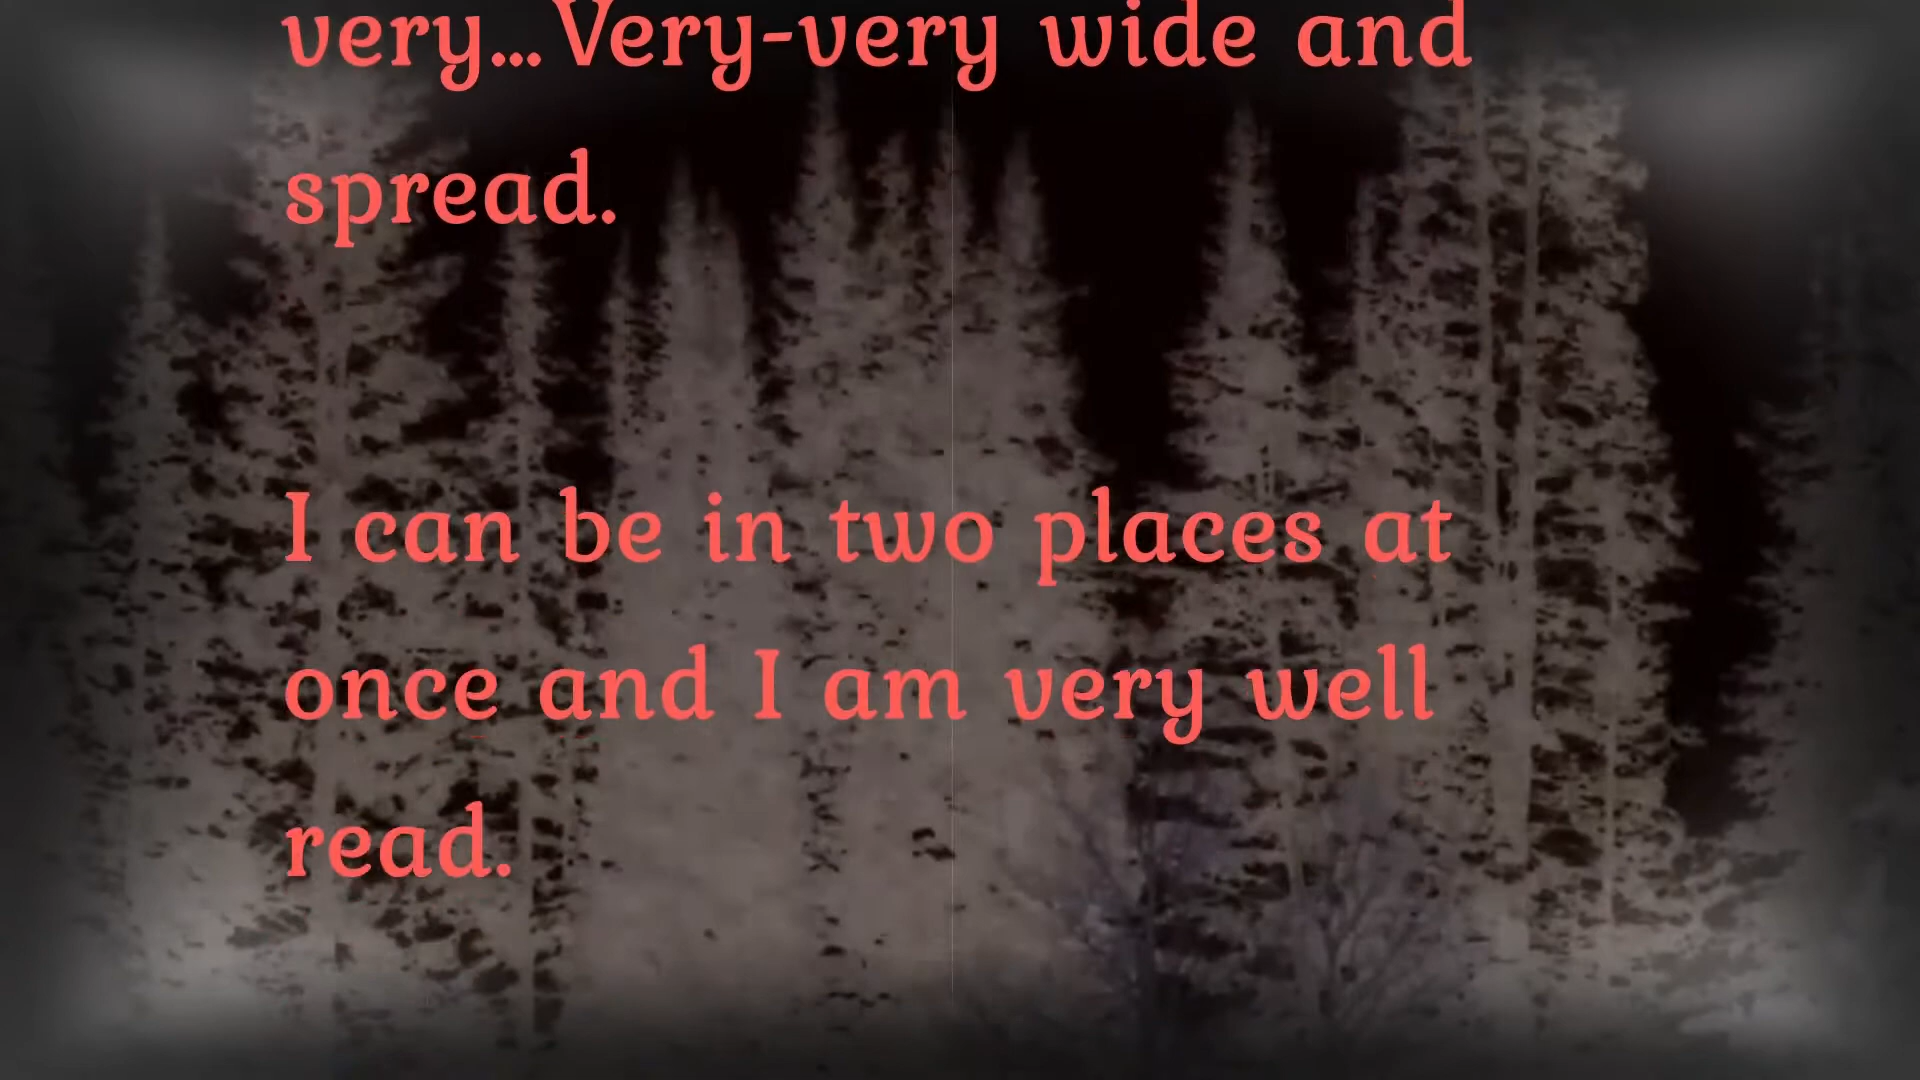 very...Very-very wide and
spread.
I can be in two places at
once and I am very well
read.